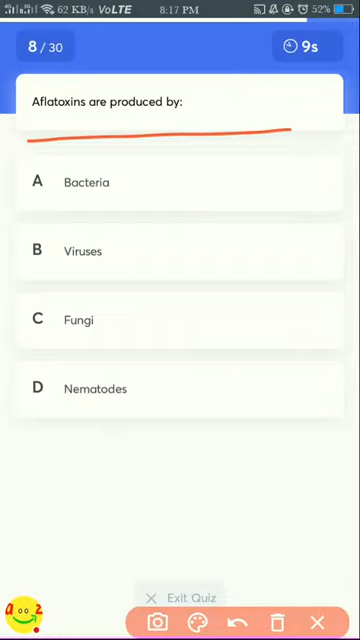 62 KB/s VoLTE 8:17 PM 52%
8 / 30 9s
Aflatoxins are produced by:
A Bacteria
B Viruses
C Fungi
D Nematodes
Exit Quiz
a z